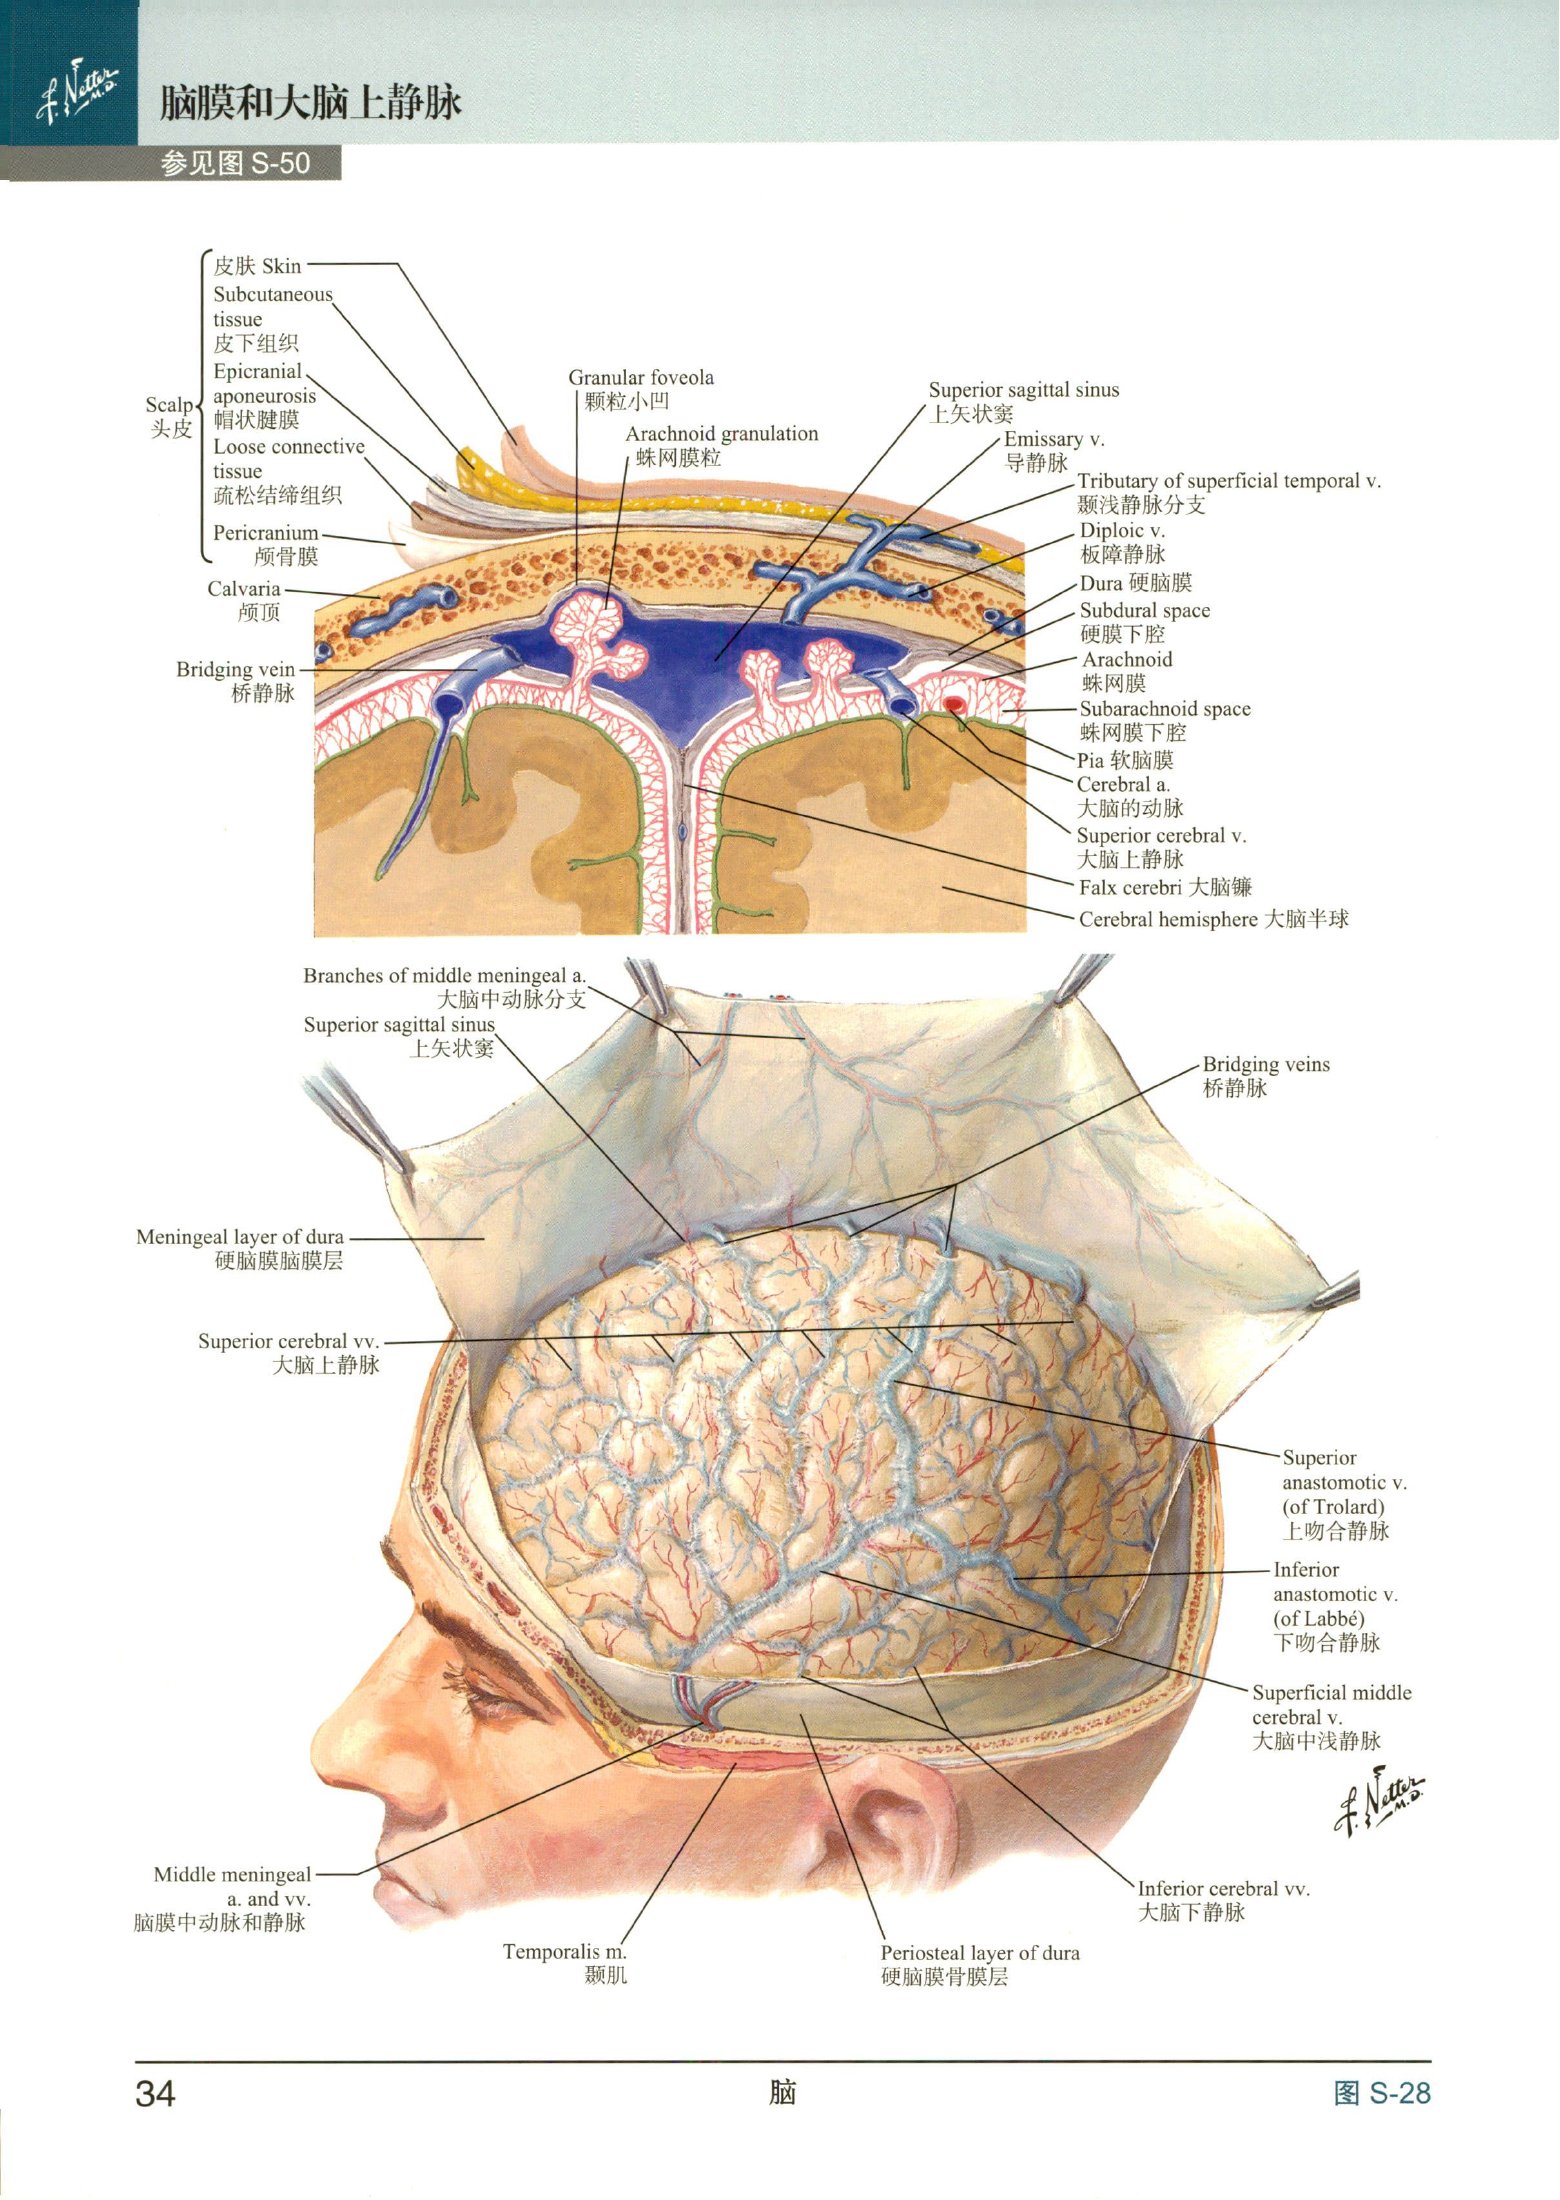 F. Netter M.D.
脑膜和大脑上静脉
参见图 S-50
皮肤 Skin
Subcutaneous
tissue
皮下组织
Epicranial
aponeurosis
帽状腱膜
Loose connective
tissue
疏松结缔组织
Pericranium
颅骨膜
Scalp
头皮
Calvaria
颅顶
Bridging vein
桥静脉
Granular foveola
颗粒小凹
Arachnoid granulation
蛛网膜粒
Superior sagittal sinus
上矢状窦
Emissary v.
导静脉
Tributary of superficial temporal v.
颞浅静脉分支
Diploic v.
板障静脉
Dura 硬脑膜
Subdural space
硬膜下腔
Arachnoid
蛛网膜
Subarachnoid space
蛛网膜下腔
Pia 软脑膜
Cerebral a.
大脑的动脉
Superior cerebral v.
大脑上静脉
Falx cerebri 大脑镰
Cerebral hemisphere 大脑半球
Branches of middle meningeal a.
大脑中动脉分支
Superior sagittal sinus
上矢状窦
Bridging veins
桥静脉
Meningeal layer of dura
硬脑膜脑膜层
Superior cerebral vv.
大脑上静脉
Superior
anastomotic v.
(of Trolard)
上吻合静脉
Inferior
anastomotic v.
(of Labbé)
下吻合静脉
Superficial middle
cerebral v.
大脑中浅静脉
F. Netter M.D.
Middle meningeal
a. and vv.
脑膜中动脉和静脉
Temporalis m.
颞肌
Periosteal layer of dura
硬脑膜骨膜层
Inferior cerebral vv.
大脑下静脉
34
脑
图 S-28